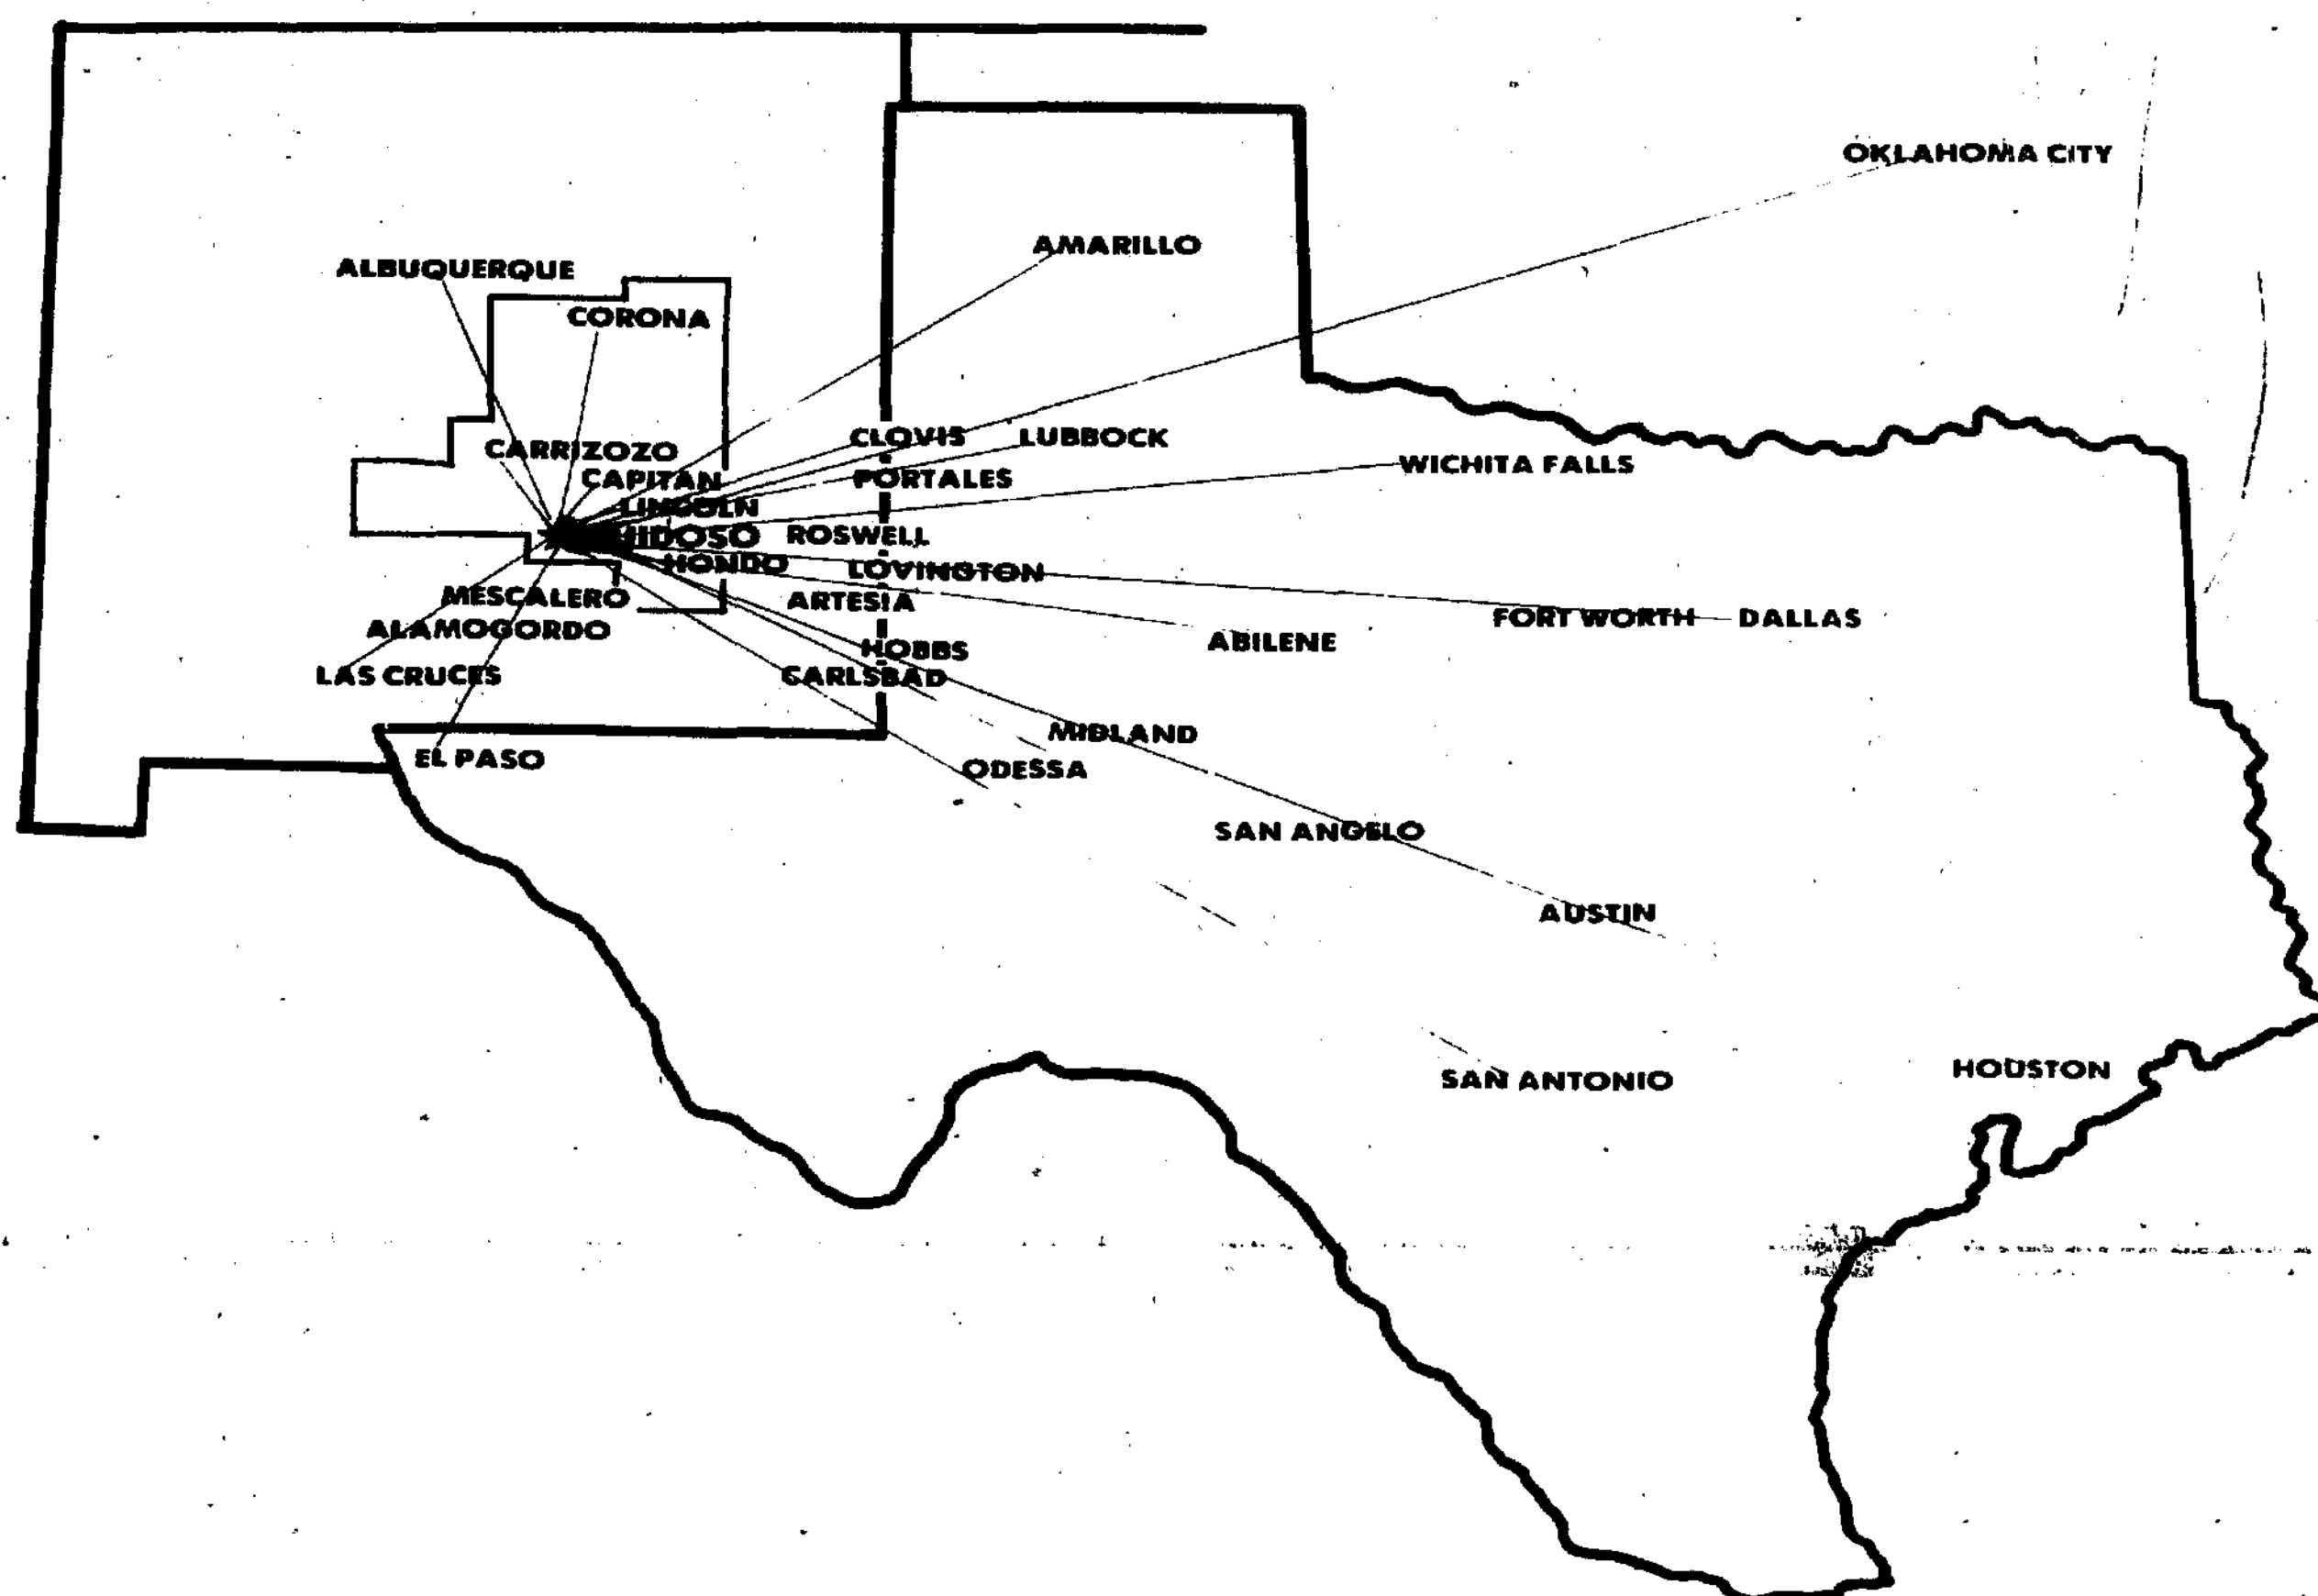 OKLAHOMA CITY
AMARILLO
ALBUQUERQUE
CORONA
CLOVIS
LUBBOCK
CARRIZOZO
WICHITA FALLS
CAPITAN
PORTALES
LINCOLN
ROSWELL
HONDO
LOVINGTON
MESCALERO
ARTESIA
FORT WORTH DALLAS
ALAMOGORDO
ABILENE
HOBBS
LAS CRUCES
CARLSBAD
MIDLAND
EL PASO
ODESSA
SAN ANGELO
AUSTIN
HOUSTON
SAN ANTONIO